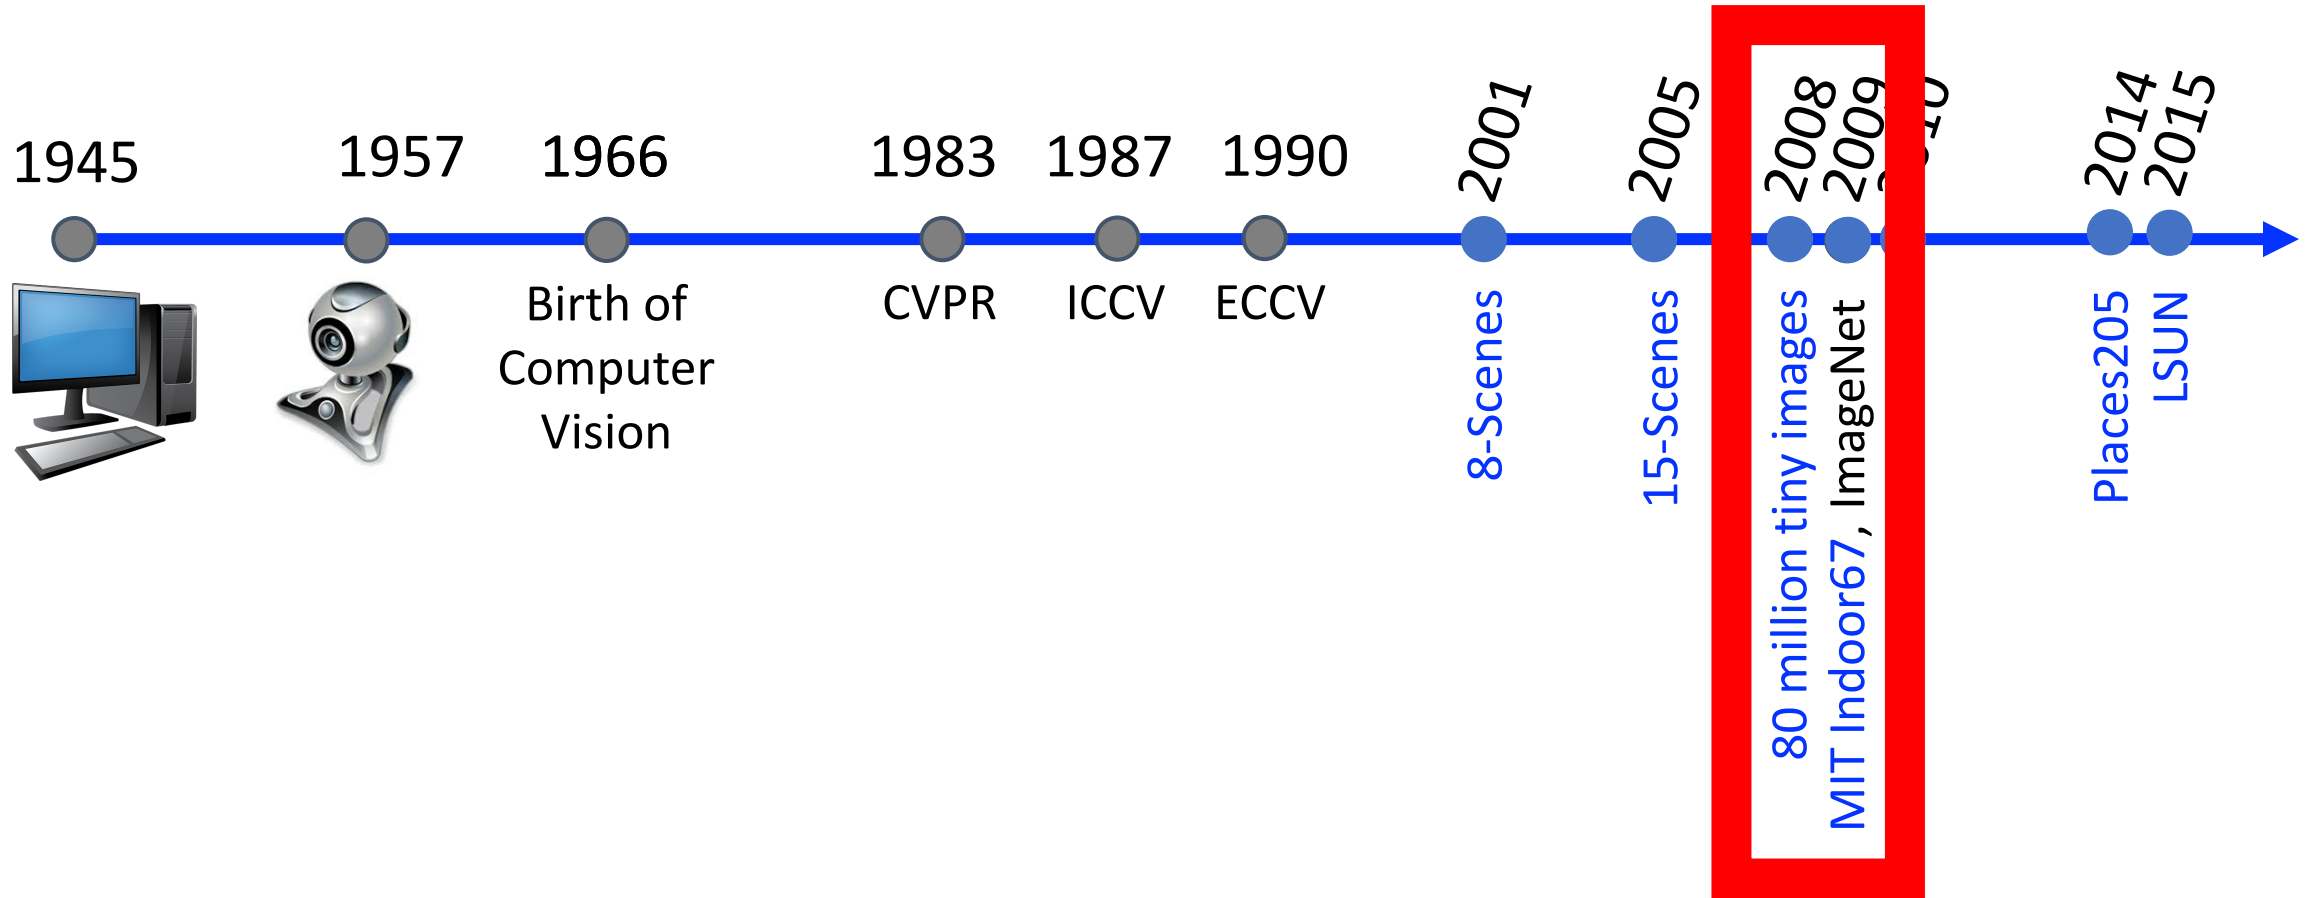 1945
1957
1966
1983
1987
1990
2001
2005
2008
2009
2014
2015
Birth of
Computer
Vision
CVPR
ICCV
ECCV
8-Scenes
15-Scenes
80 million tiny images
MIT Indoor67, ImageNet
Places205
LSUN